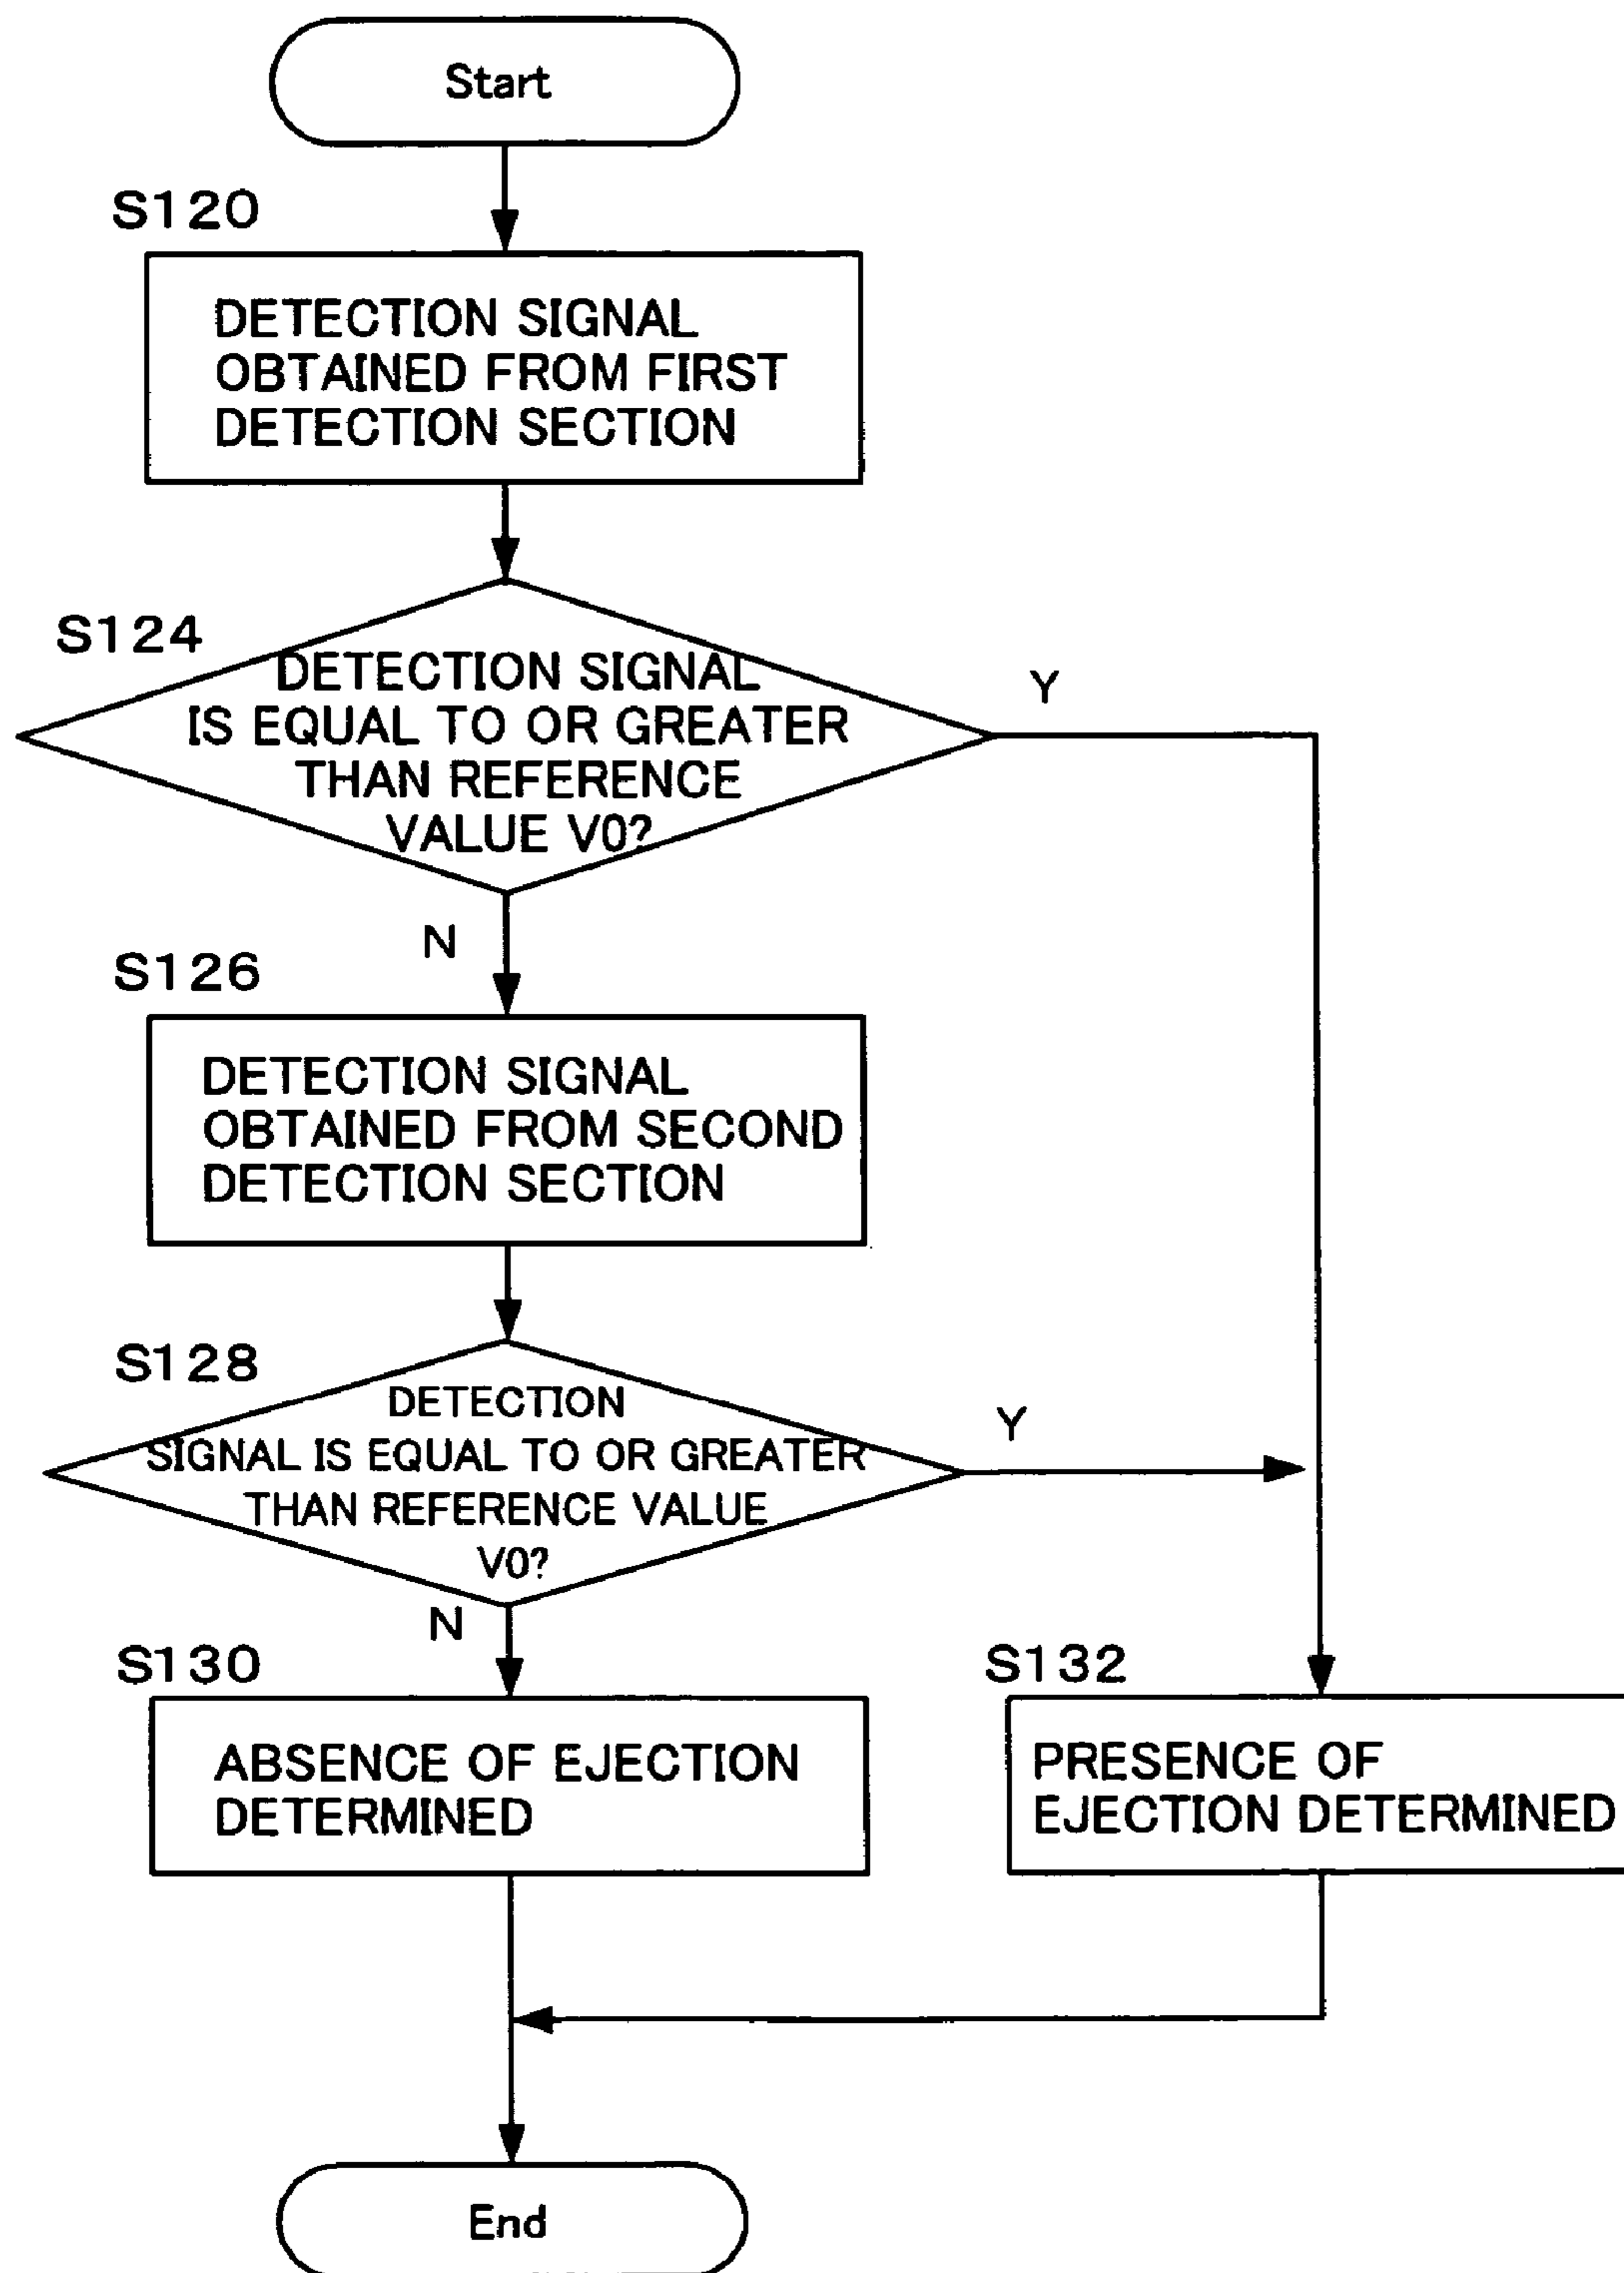 Start
S120
DETECTION SIGNAL
OBTAINED FROM FIRST
DETECTION SECTION
S124
DETECTION SIGNAL
IS EQUAL TO OR GREATER
THAN REFERENCE
VALUE V0?
Y
N
S126
DETECTION SIGNAL
OBTAINED FROM SECOND
DETECTION SECTION
S128
DETECTION
SIGNAL IS EQUAL TO OR GREATER
THAN REFERENCE VALUE
V0?
Y
N
S130
ABSENCE OF EJECTION
DETERMINED
S132
PRESENCE OF
EJECTION DETERMINED
End